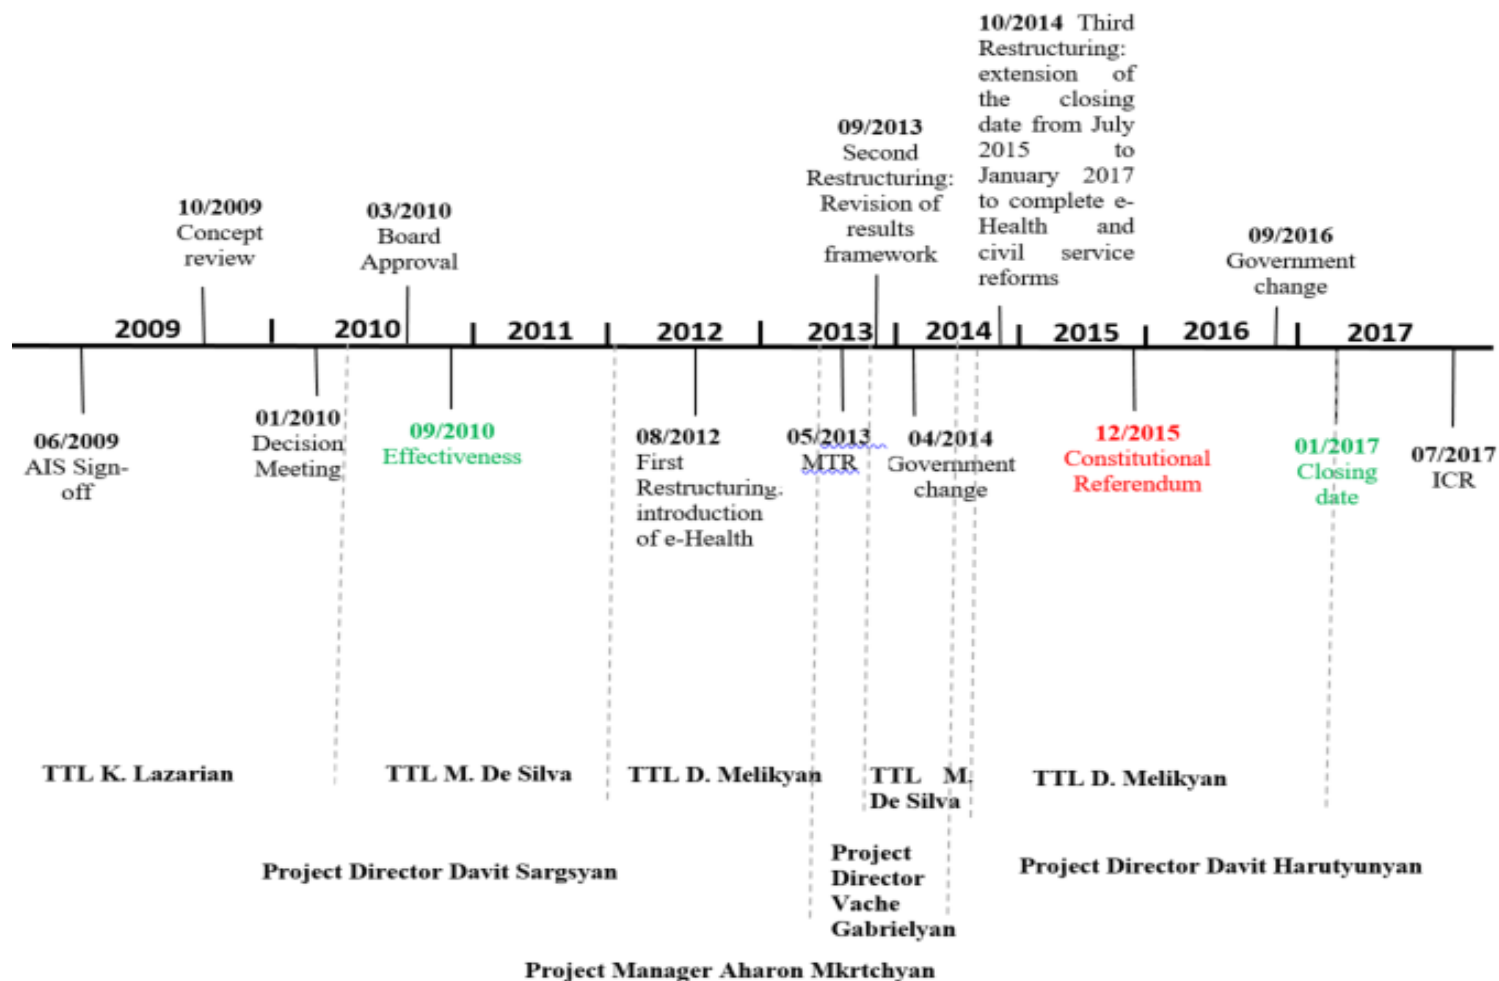 10/2014 Third
Restructuring:
extension of
the closing
date from July
2015 to
January 2017
to complete e-
Health and
civil service
reforms
09/2013
Second
Restructuring:
Revision of
results
framework
10/2009
Concept
review
03/2010
Board
Approval
09/2016
Government
change
2009 2010 2011 2012 2013 2014 2015 2016 2017
06/2009
AIS Sign-
off
01/2010
Decision
Meeting
09/2010
Effectiveness
08/2012
First
Restructuring:
introduction
of e-Health
05/2013
MTR
04/2014
Government
change
12/2015
Constitutional
Referendum
01/2017
Closing
date
07/2017
ICR
TTL K. Lazarian
TTL M. De Silva
TTL D. Melikyan
TTL M.
De Silva
TTL D. Melikyan
Project Director Davit Sargsyan
Project
Director
Vache
Gabrielyan
Project Director Davit Harutyunyan
Project Manager Aharon Mkrtchyan